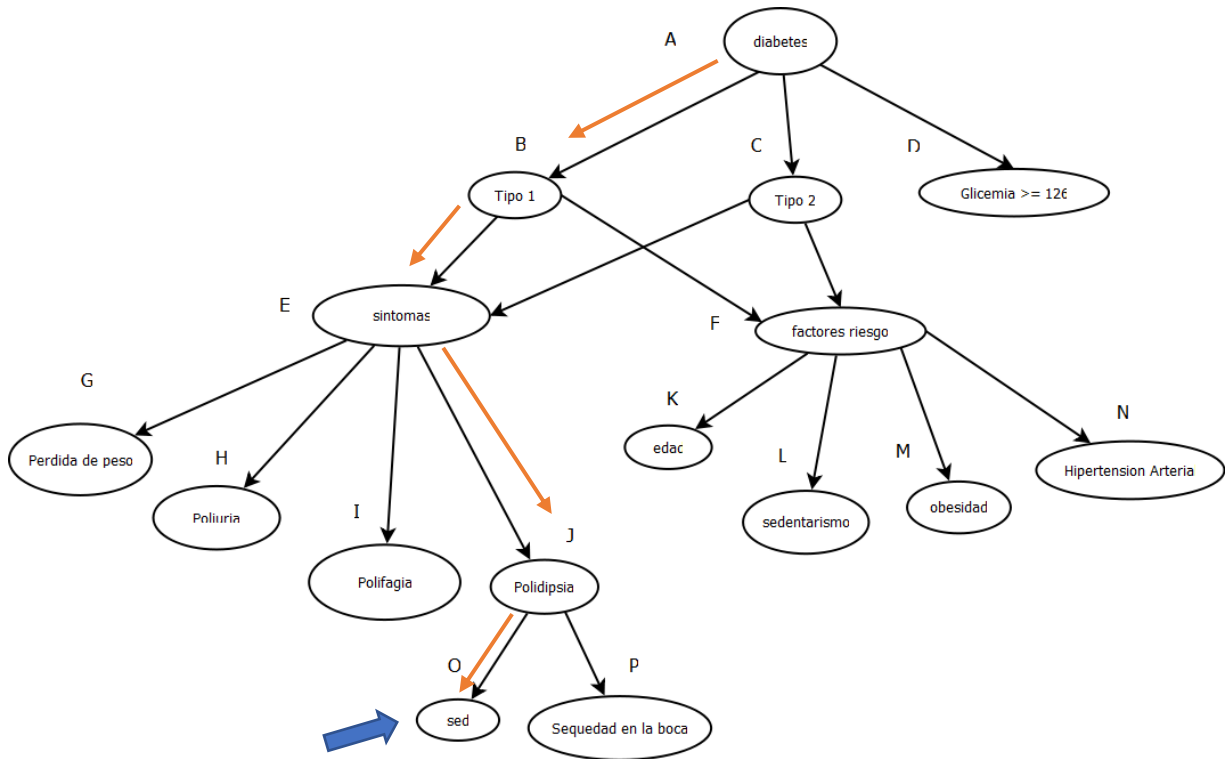 A
diabetes
B
C
D
Tipo 1
Tipo 2
Glicemia >= 126
E
sintomas
F
factores riesgo
G
K
N
Perdida de peso
H
edac
L
M
Hipertension Arteria
I
Poliuria
sedentarismo
obesidad
J
Polifagia
Polidipsia
O
P
sed
Sequedad en la boca